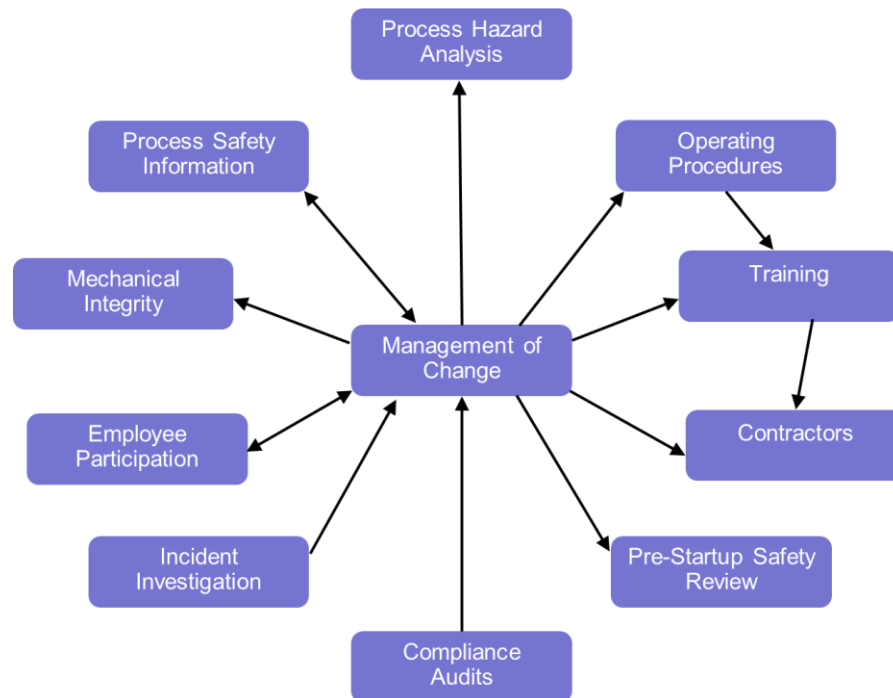 Process Hazard
Analysis
Process Safety
Information
Operating
Procedures
Mechanical
Integrity
Training
Management of
Change
Employee
Participation
Contractors
Incident
Investigation
Pre-Startup Safety
Review
Compliance
Audits